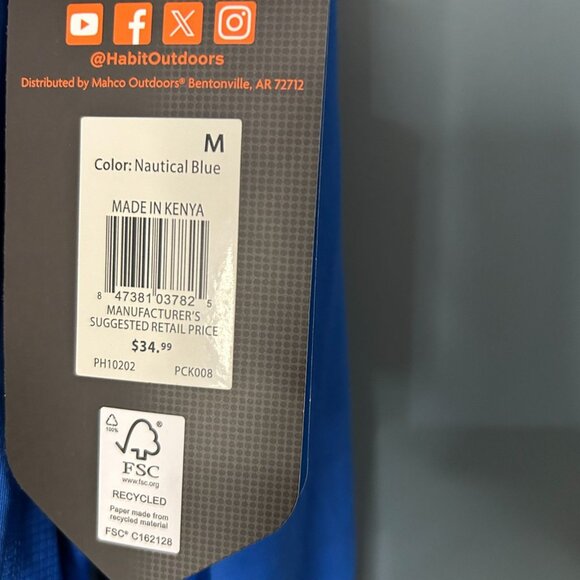 @HabitOutdoors
Distributed by Mahco Outdoors® Bentonville, AR 72712
M
Color: Nautical Blue
MADE IN KENYA
8 47381 03782 5
MANUFACTURER'S
SUGGESTED RETAIL PRICE
$34.99
PH10202 PCK008
100%
®
FSC
www.fsc.org
RECYCLED
Paper made from
recycled material
FSC® C162128